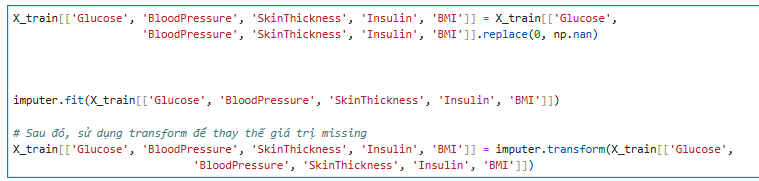 X_train[['Glucose', 'BloodPressure', 'SkinThickness', 'Insulin', 'BMI']] = X_train[['Glucose',
'BloodPressure', 'SkinThickness', 'Insulin', 'BMI']].replace(0, np.nan)
imputer.fit(X_train[['Glucose', 'BloodPressure', 'SkinThickness', 'Insulin', 'BMI']])
# Sau đó, sử dụng transform để thay thế giá trị missing
X_train[['Glucose', 'BloodPressure', 'SkinThickness', 'Insulin', 'BMI']] = imputer.transform(X_train[['Glucose',
'BloodPressure', 'SkinThickness', 'Insulin', 'BMI']])